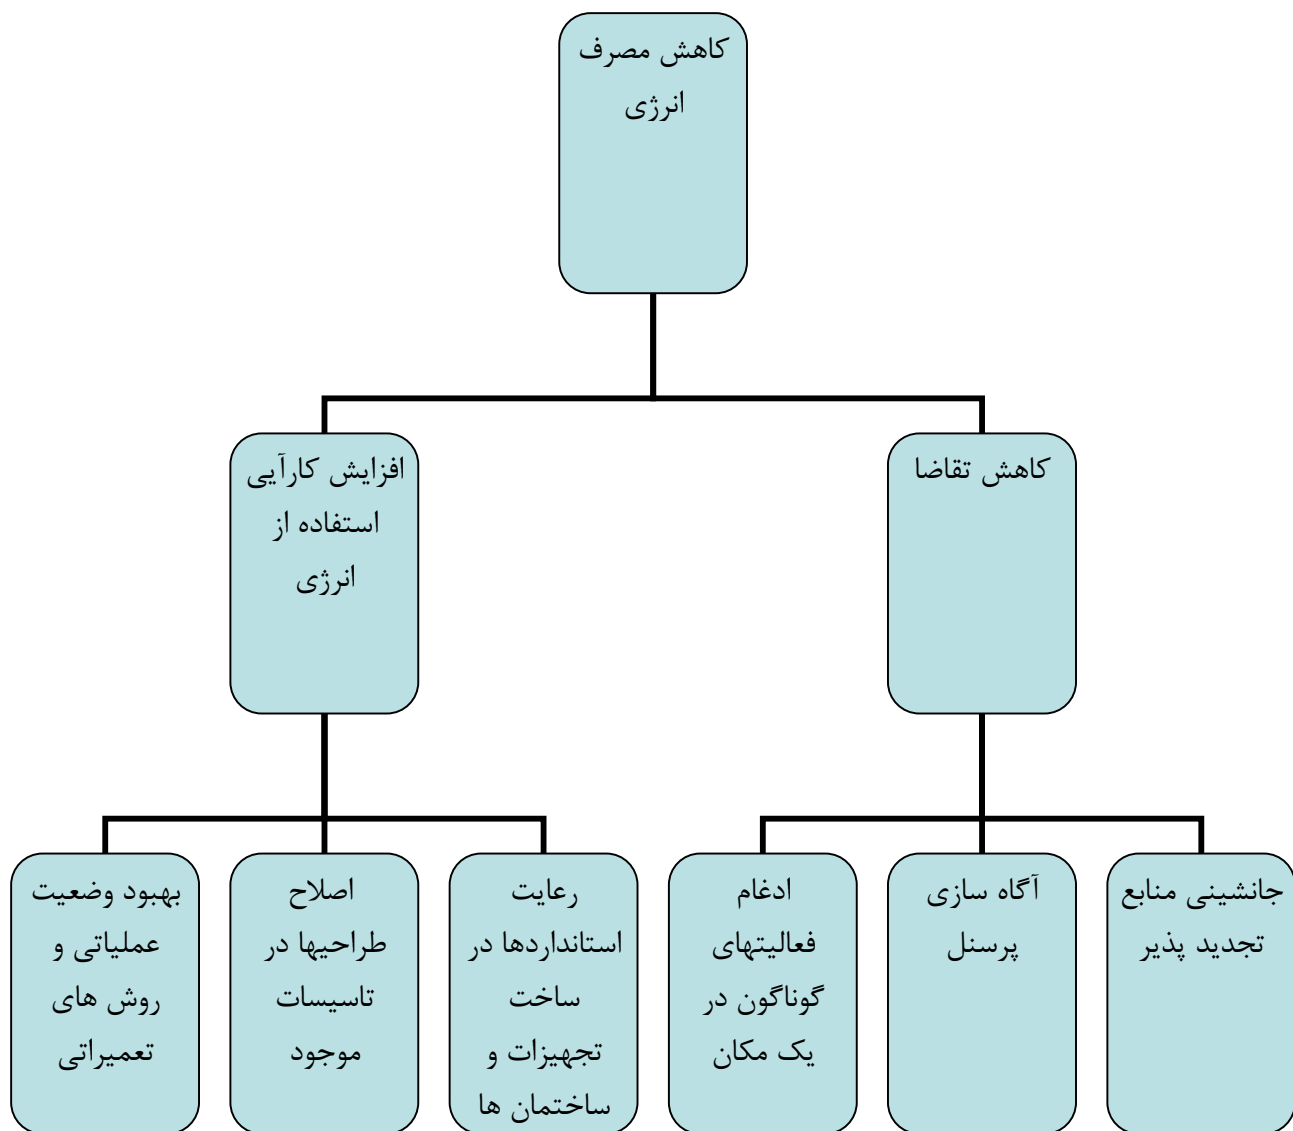 کاهش مصرف
انرژی
کاهش تقاضا
افزایش کارآیی
استفاده از
انرژی
جانشینی منابع
تجدید پذیر
آگاه سازی
پرسنل
ادغام
فعالیتهای
گوناگون در
یک مکان
رعایت
استانداردها در
ساخت
تجهیزات و
ساختمان ها
اصلاح
طراحیها در
تاسیسات
موجود
بهبود وضعیت
عملیاتی و
روش های
تعمیراتی